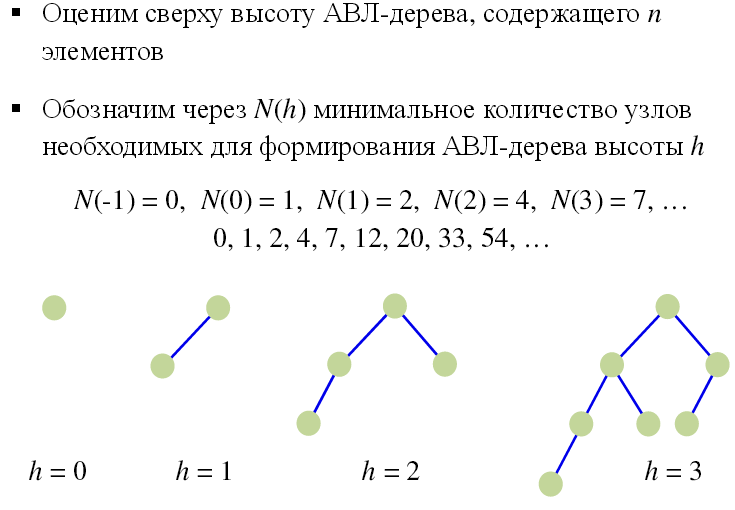 ▪ Оценим сверху высоту АВЛ-дерева, содержащего n
элементов
▪ Обозначим через N(h) минимальное количество узлов
необходимых для формирования АВЛ-дерева высоты h
N(-1) = 0, N(0) = 1, N(1) = 2, N(2) = 4, N(3) = 7, …
0, 1, 2, 4, 7, 12, 20, 33, 54, …
h = 0 h = 1 h = 2 h = 3